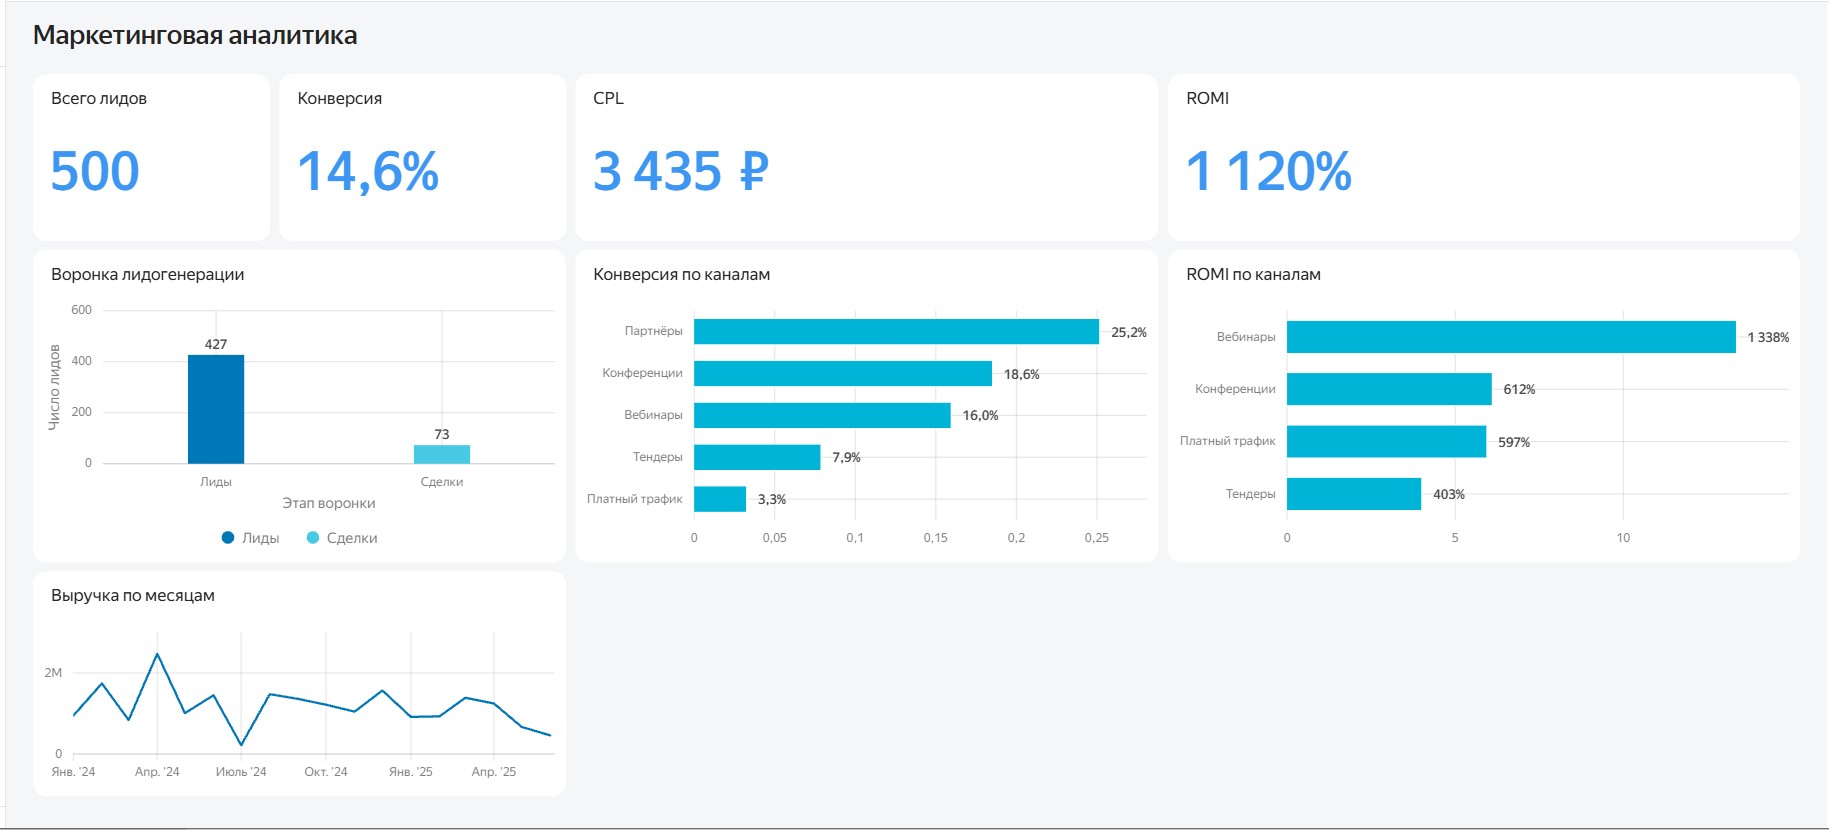 Маркетинговая аналитика
Всего лидов
500
Конверсия
14,6%
CPL
3 435 ₽
ROMI
1 120%
Воронка лидогенерации
Число лидов
600
400
200
0
427
73
Лиды
Сделки
Этап воронки
Лиды
Сделки
Конверсия по каналам
Партнёры
25,2%
Конференции
18,6%
Вебинары
16,0%
Тендеры
7,9%
Платный трафик
3,3%
0
0,05
0,1
0,15
0,2
0,25
ROMI по каналам
Вебинары
1 338%
Конференции
612%
Платный трафик
597%
Тендеры
403%
0
5
10
Выручка по месяцам
2M
0
Янв. '24
Апр. '24
Июль '24
Окт. '24
Янв. '25
Апр. '25